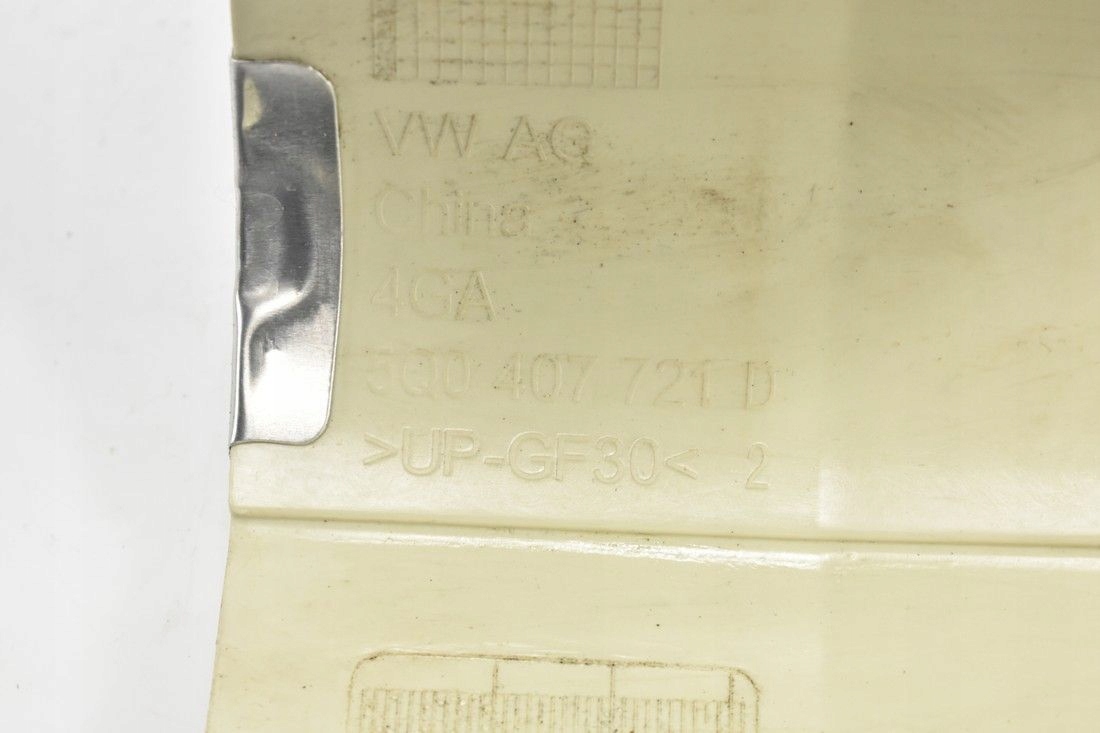 VW AG
China
4GA
5Q0 407 721 D
>UP-GF30< 2